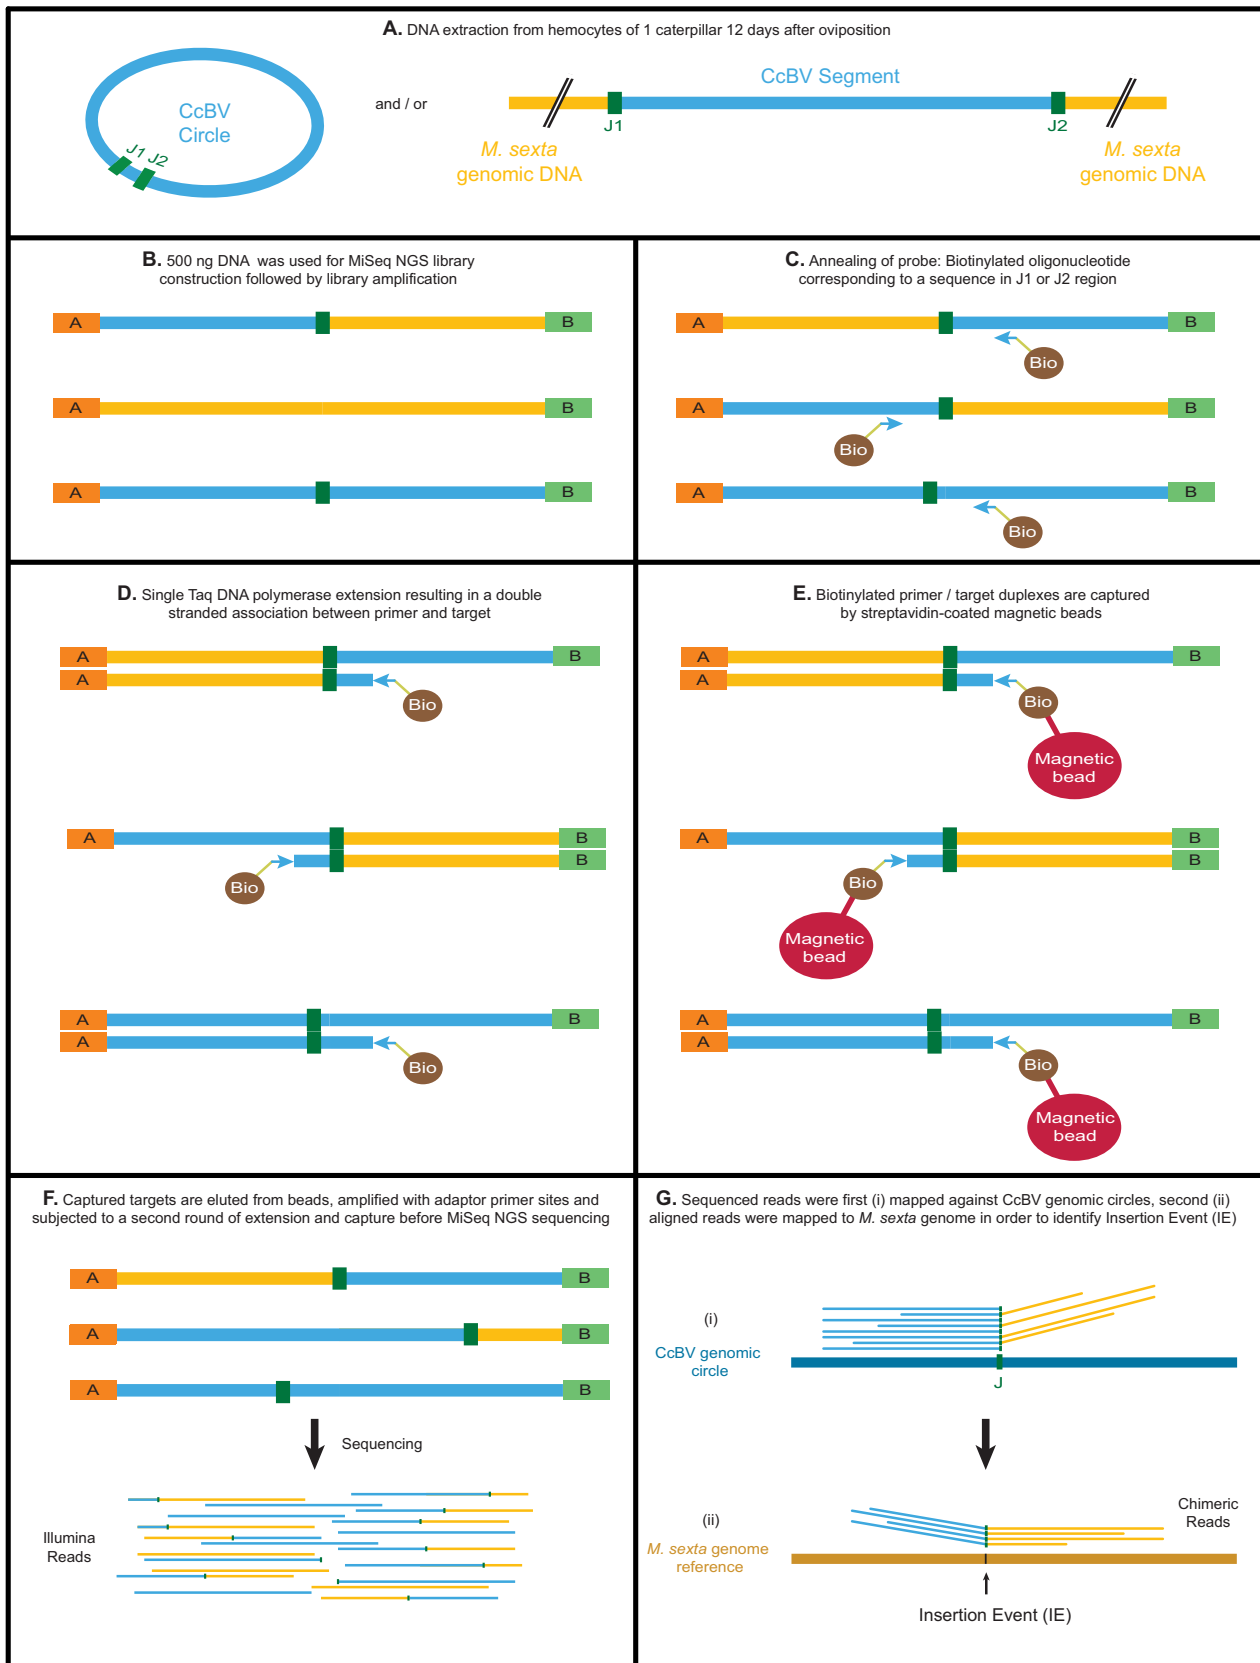 A. DNA extraction from hemocytes of 1 caterpillar 12 days after oviposition
CcBV
Circle
J1 J2
and / or
CcBV Segment
J1
J2
M. sexta
genomic DNA
M. sexta
genomic DNA
B. 500 ng DNA was used for MiSeq NGS library
construction followed by library amplification
A
B
A
B
A
B
C. Annealing of probe: Biotinylated oligonucleotide
corresponding to a sequence in J1 or J2 region
A
B
Bio
A
B
Bio
A
B
Bio
D. Single Taq DNA polymerase extension resulting in a double
stranded association between primer and target
A
B
A
Bio
A
B
B
Bio
A
B
A
Bio
E. Biotinylated primer / target duplexes are captured
by streptavidin-coated magnetic beads
A
B
A
Bio
Magnetic
bead
A
B
B
Bio
Magnetic
bead
A
B
A
Bio
Magnetic
bead
F. Captured targets are eluted from beads, amplified with adaptor primer sites and
subjected to a second round of extension and capture before MiSeq NGS sequencing
A
B
A
B
A
B
Sequencing
Illumina
Reads
G. Sequenced reads were first (i) mapped against CcBV genomic circles, second (ii)
aligned reads were mapped to M. sexta genome in order to identify Insertion Event (IE)
(i)
CcBV genomic
circle
J
(ii)
Chimeric
Reads
M. sexta genome
reference
Insertion Event (IE)